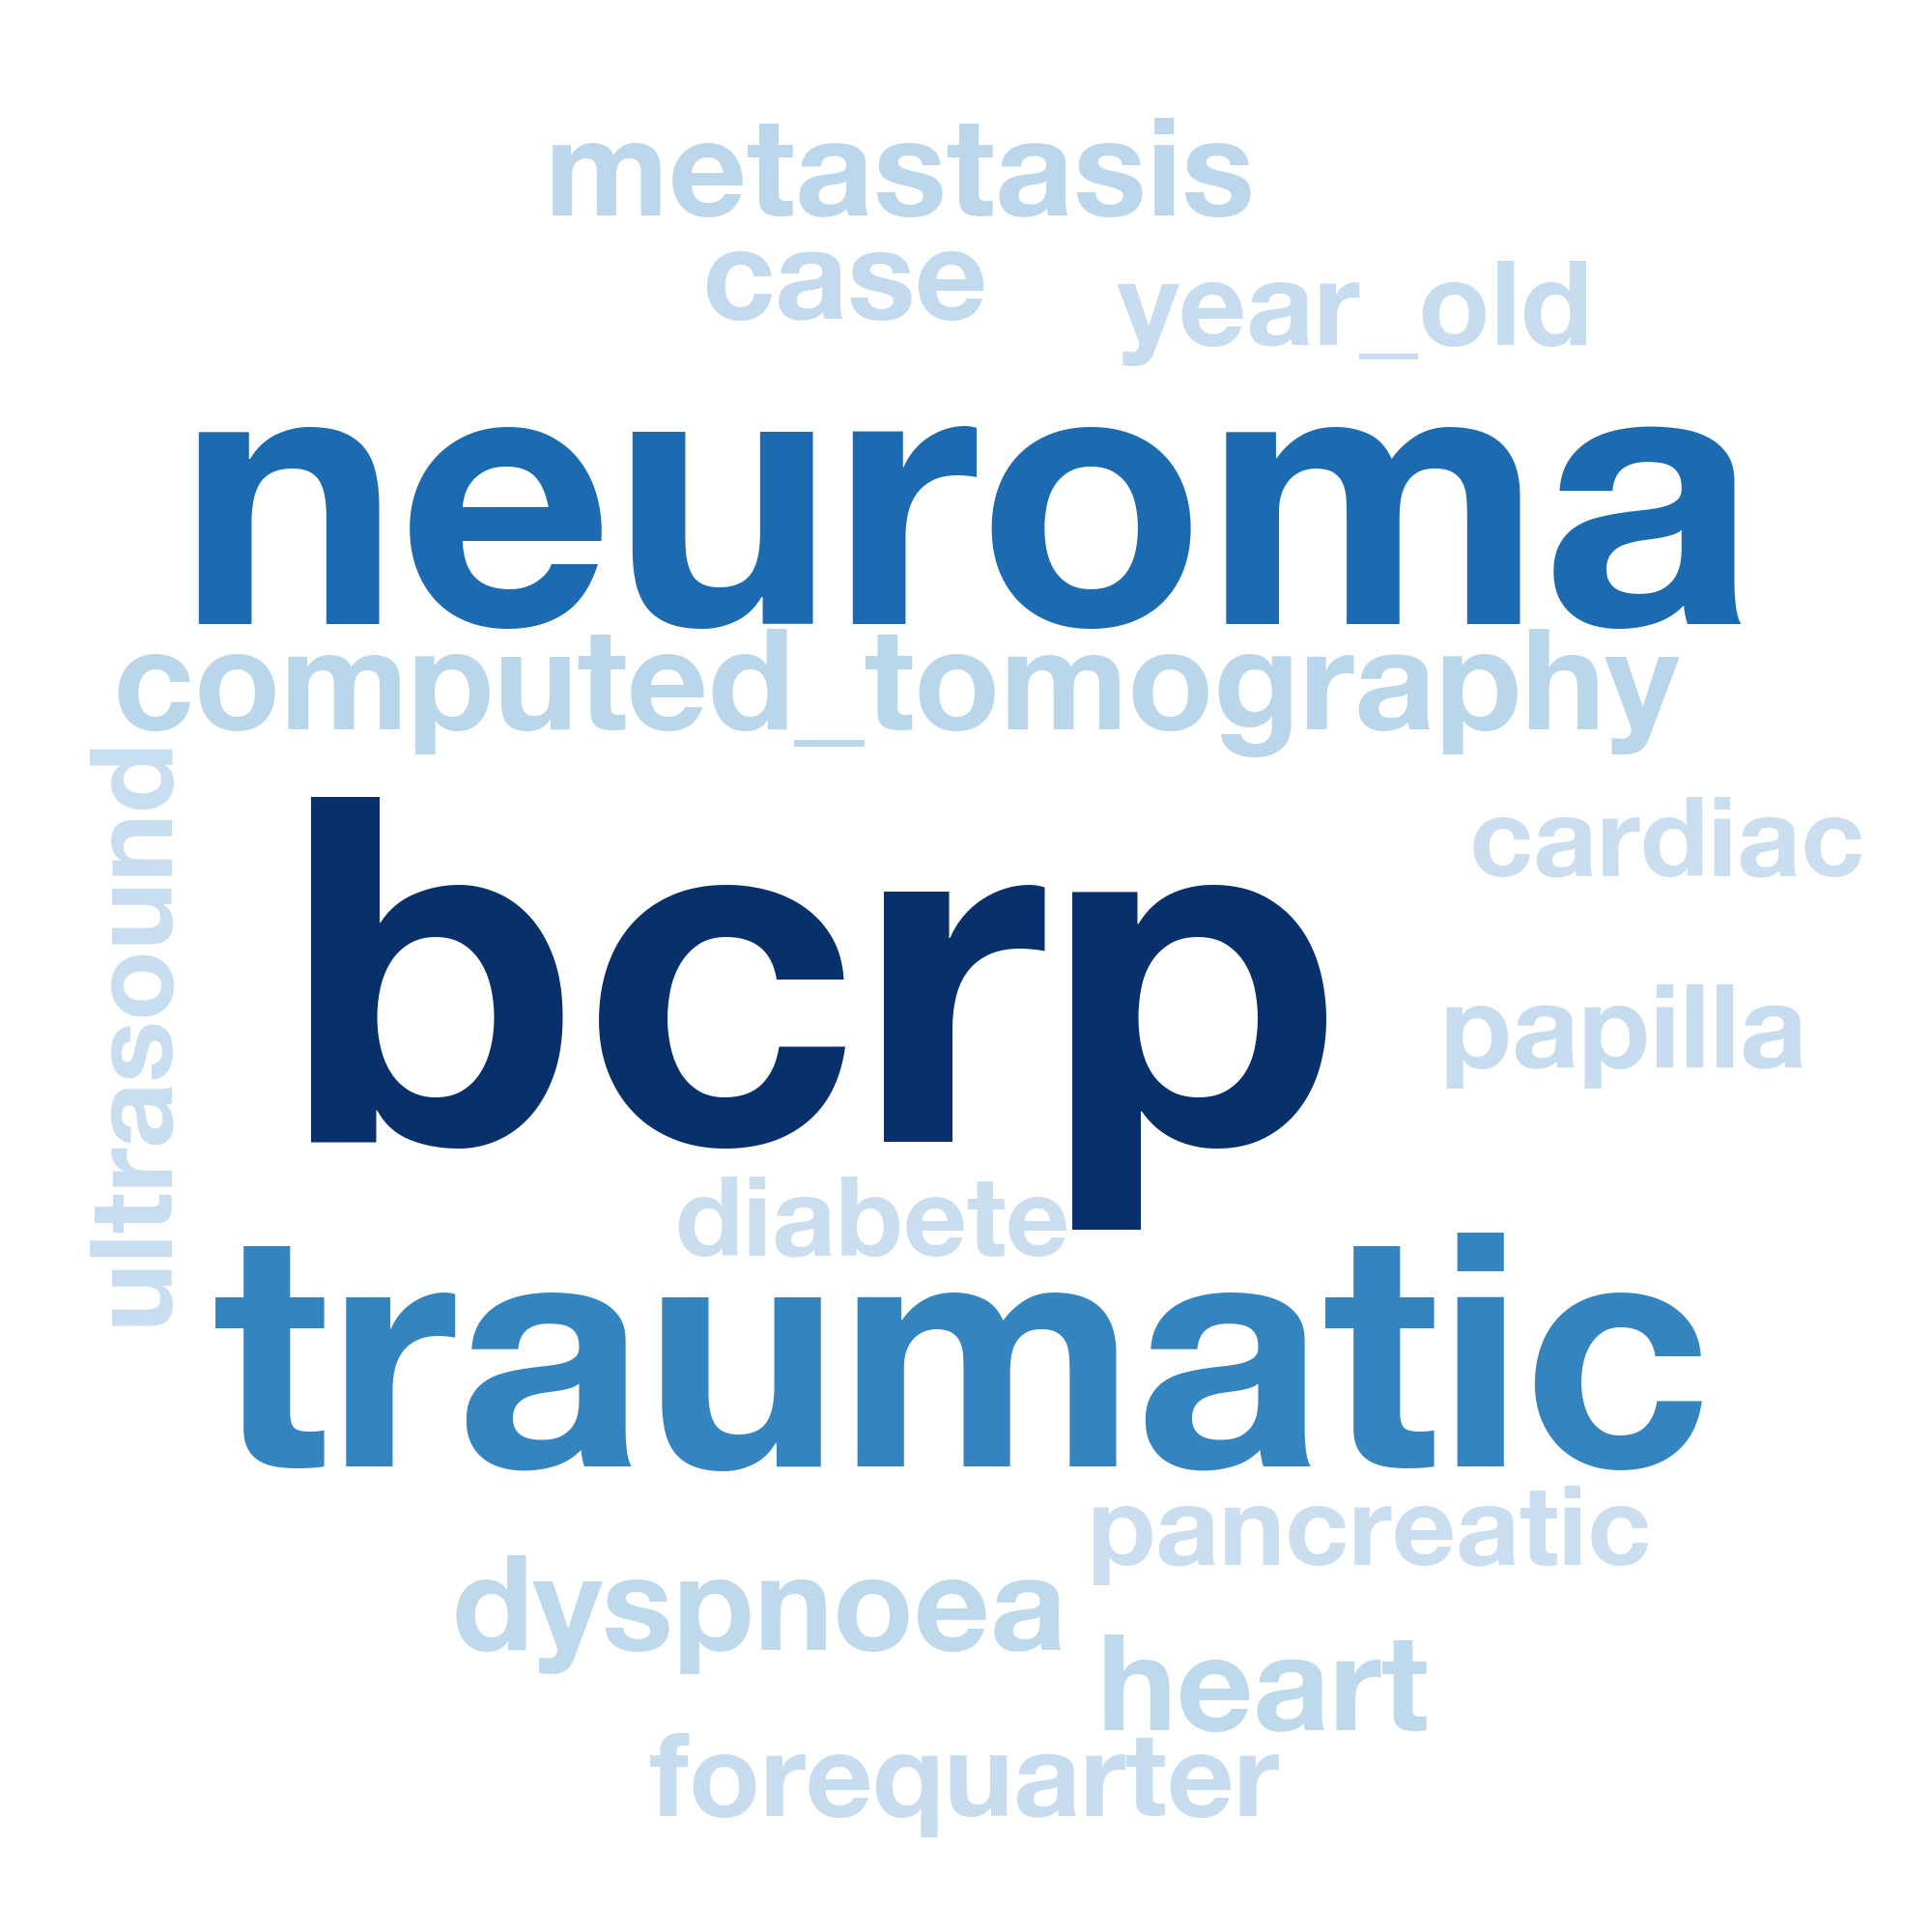 metastasis
case
year_old
neuroma
computed_tomography
ultrasound
bcrp
cardiac
papilla
diabete
traumatic
pancreatic
dyspnoea
heart
forequarter